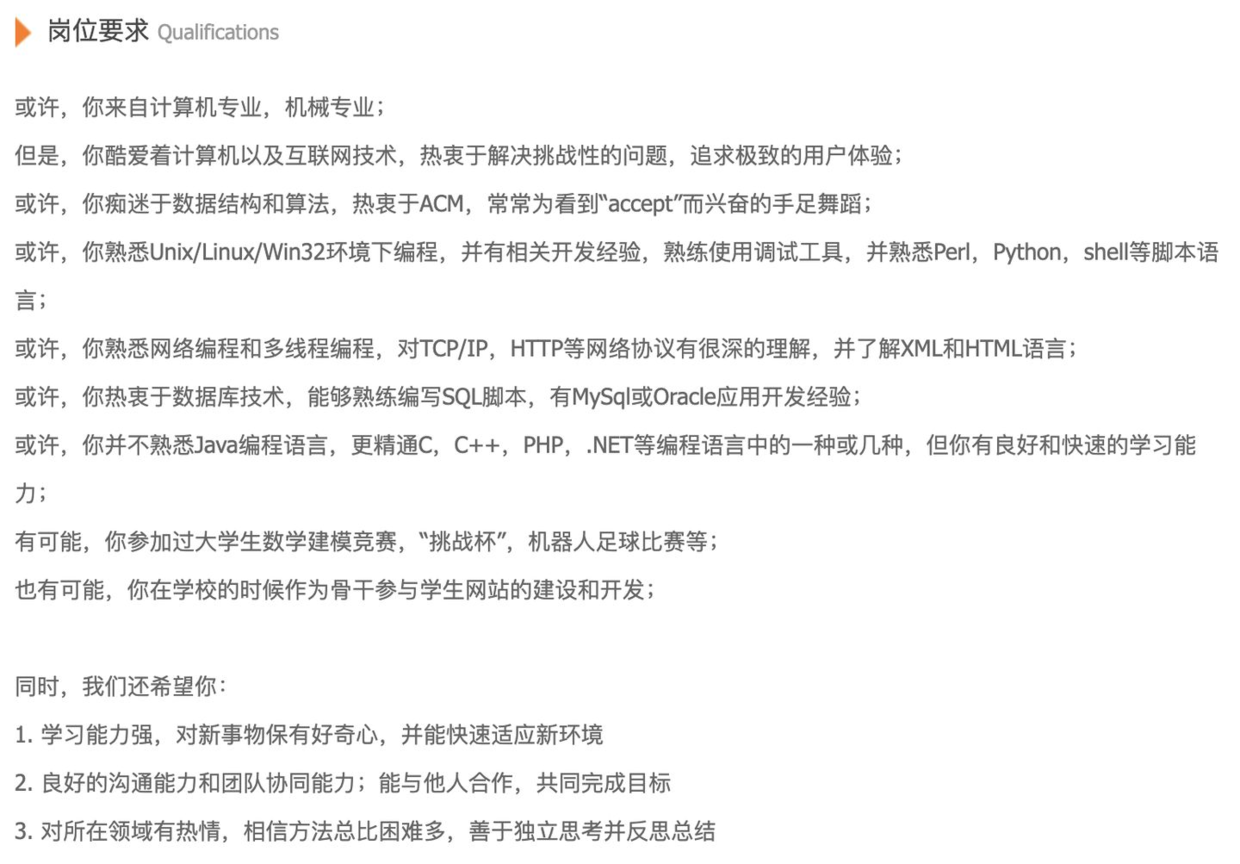 岗位要求 Qualifications
或许，你来自计算机专业，机械专业；
但是，你酷爱着计算机以及互联网技术，热衷于解决挑战性的问题，追求极致的用户体验；
或许，你痴迷于数据结构和算法，热衷于ACM，常常为看到“accept”而兴奋的手足舞蹈；
或许，你熟悉Unix/Linux/Win32环境下编程，并有相关开发经验，熟练使用调试工具，并熟悉Perl，Python，shell等脚本语
言；
或许，你熟悉网络编程和多线程编程，对TCP/IP，HTTP等网络协议有很深的理解，并了解XML和HTML语言；
或许，你热衷于数据库技术，能够熟练编写SQL脚本，有MySql或Oracle应用开发经验；
或许，你并不熟悉Java编程语言，更精通C，C++，PHP，.NET等编程语言中的一种或几种，但你有良好和快速的学习能
力；
有可能，你参加过大学生数学建模竞赛，“挑战杯”，机器人足球比赛等；
也有可能，你在学校的时候作为骨干参与学生网站的建设和开发；
同时，我们还希望你：
1. 学习能力强，对新事物保有好奇心，并能快速适应新环境
2. 良好的沟通能力和团队协同能力；能与他人合作，共同完成目标
3. 对所在领域有热情，相信方法总比困难多，善于独立思考并反思总结